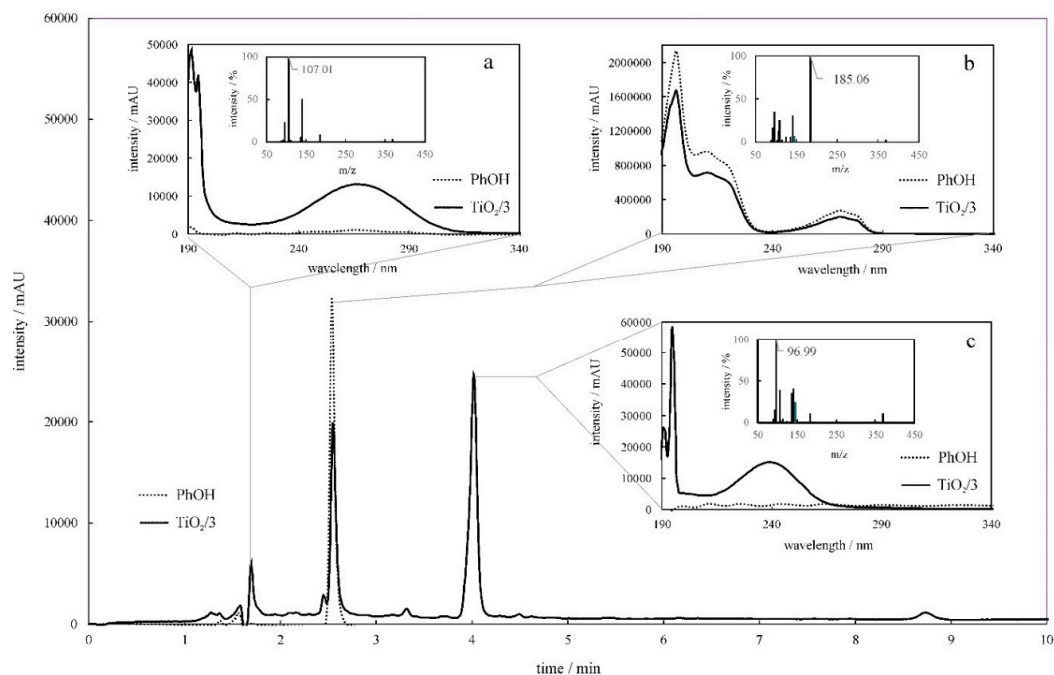 60000
50000
40000
30000
20000
10000
0
intensity / mAU
0 1 2 3 4 5 6 7 8 9 10
time / min
PhOH
TiO₂/3
a
50000
40000
30000
20000
10000
0
intensity / mAU
190 240 290 340
wavelength / nm
PhOH
TiO₂/3
100
50
0
intensity / %
107.01
50 150 250 350 450
m/z
b
2000000
1600000
1200000
800000
400000
0
intensity / mAU
190 240 290 340
wavelength / nm
PhOH
TiO₂/3
100
50
0
intensity / %
185.06
50 150 250 350 450
m/z
c
60000
50000
40000
30000
20000
10000
0
intensity / mAU
190 240 290 340
wavelength / nm
PhOH
TiO₂/3
100
50
0
intensity / %
96.99
50 150 250 350 450
m/z